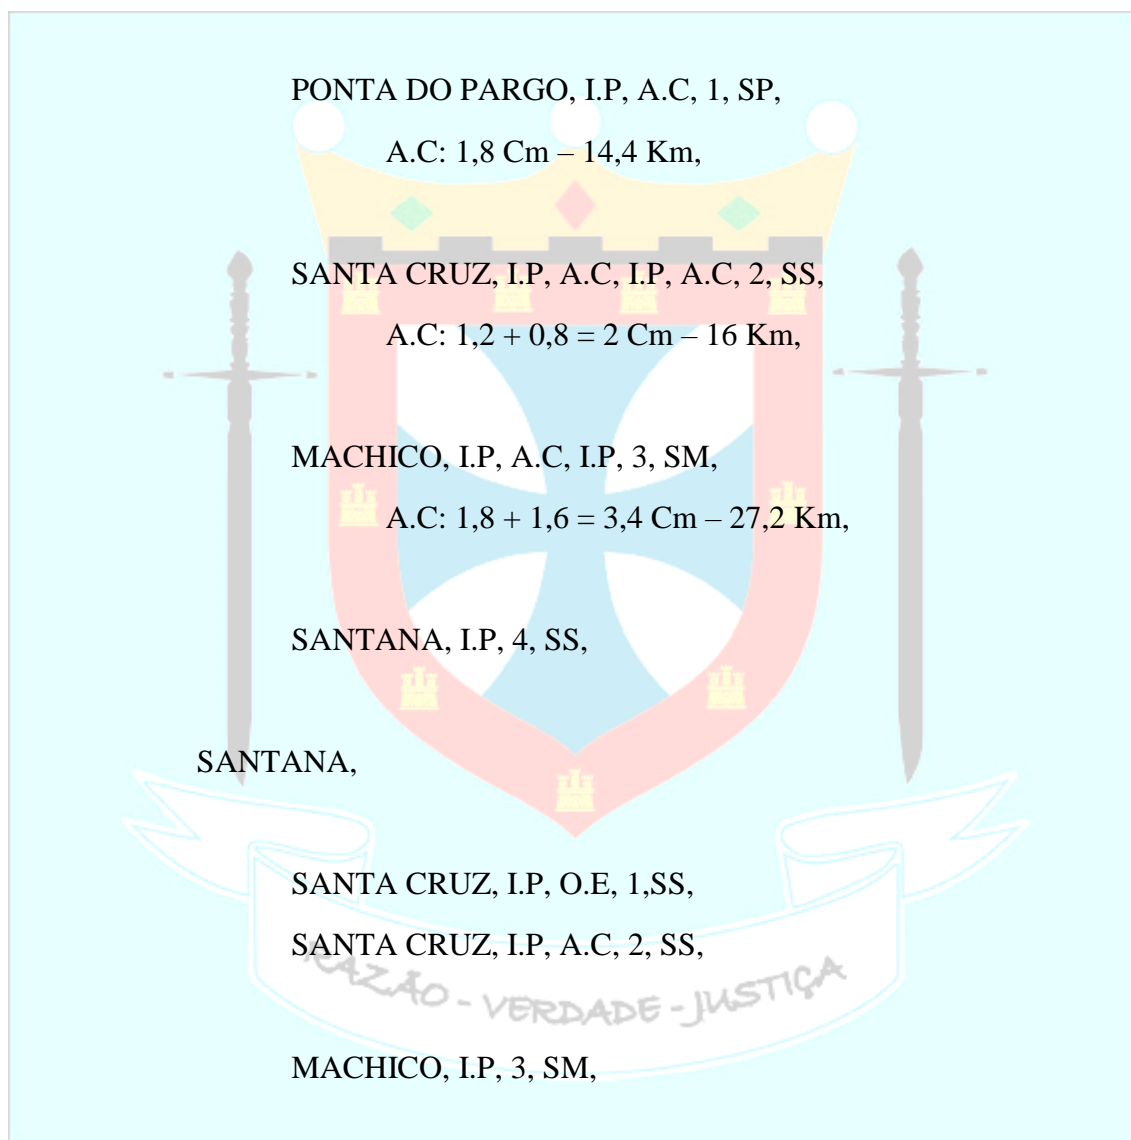 PONTA DO PARGO, I.P, A.C, 1, SP,
A.C: 1,8 Cm – 14,4 Km,
SANTA CRUZ, I.P, A.C, I.P, A.C, 2, SS,
A.C: 1,2 + 0,8 = 2 Cm – 16 Km,
MACHICO, I.P, A.C, I.P, 3, SM,
A.C: 1,8 + 1,6 = 3,4 Cm – 27,2 Km,
SANTANA, I.P, 4, SS,
SANTANA,
SANTA CRUZ, I.P, O.E, 1,SS,
SANTA CRUZ, I.P, A.C, 2, SS,
RAZÃO - VERDADE - JUSTIÇA
MACHICO, I.P, 3, SM,